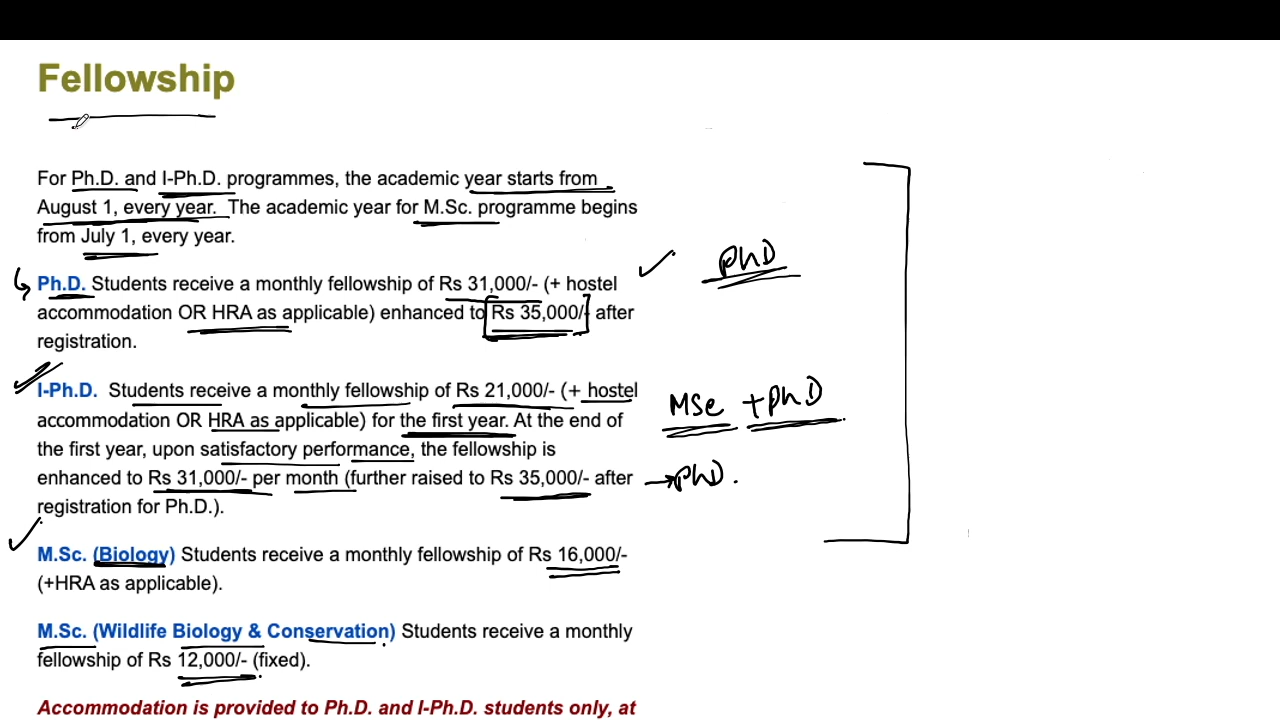 Fellowship
For Ph.D. and I-Ph.D. programmes, the academic year starts from
August 1, every year. The academic year for M.Sc. programme begins
from July 1, every year.
Ph.D. Students receive a monthly fellowship of Rs 31,000/- (+ hostel
accommodation OR HRA as applicable) enhanced to Rs 35,000/- after
registration.
PhD
I-Ph.D. Students receive a monthly fellowship of Rs 21,000/- (+ hostel
accommodation OR HRA as applicable) for the first year. At the end of
the first year, upon satisfactory performance, the fellowship is
enhanced to Rs 31,000/- per month (further raised to Rs 35,000/- after
registration for Ph.D.).
MSc + PhD
→ PhD.
M.Sc. (Biology) Students receive a monthly fellowship of Rs 16,000/-
(+HRA as applicable).
M.Sc. (Wildlife Biology & Conservation) Students receive a monthly
fellowship of Rs 12,000/- (fixed).
Accommodation is provided to Ph.D. and I-Ph.D. students only, at